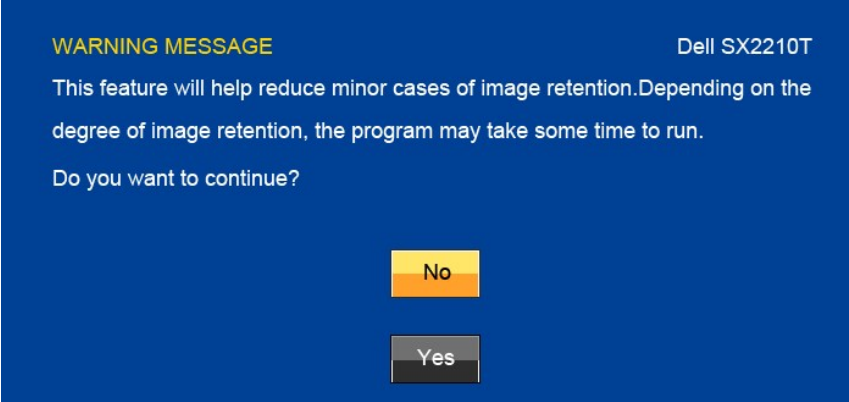 WARNING MESSAGE Dell SX2210T
This feature will help reduce minor cases of image retention.Depending on the
degree of image retention, the program may take some time to run.
Do you want to continue?
No
Yes